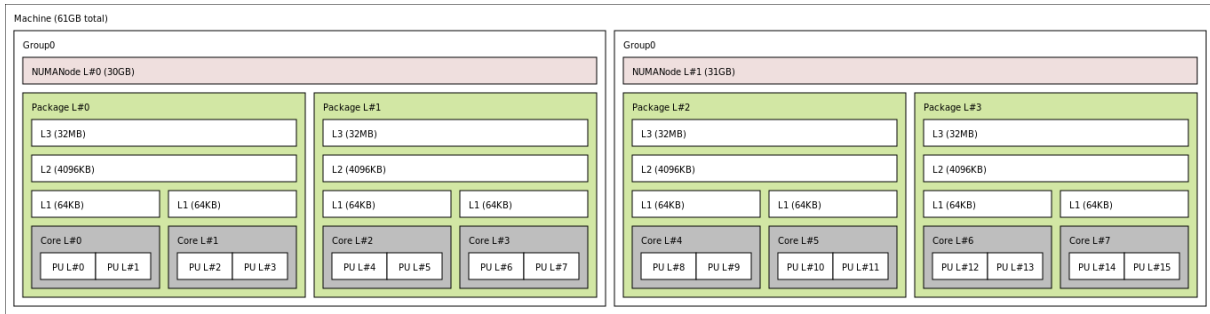 Machine (61GB total)
Group0
NUMANode L#0 (30GB)
Package L#0
L3 (32MB)
L2 (4096KB)
L1 (64KB)
L1 (64KB)
Core L#0
PU L#0
PU L#1
Core L#1
PU L#2
PU L#3
Package L#1
L3 (32MB)
L2 (4096KB)
L1 (64KB)
L1 (64KB)
Core L#2
PU L#4
PU L#5
Core L#3
PU L#6
PU L#7
Group0
NUMANode L#1 (31GB)
Package L#2
L3 (32MB)
L2 (4096KB)
L1 (64KB)
L1 (64KB)
Core L#4
PU L#8
PU L#9
Core L#5
PU L#10
PU L#11
Package L#3
L3 (32MB)
L2 (4096KB)
L1 (64KB)
L1 (64KB)
Core L#6
PU L#12
PU L#13
Core L#7
PU L#14
PU L#15